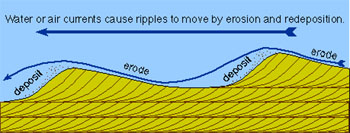 Water or air currents cause ripples to move by erosion and redeposition.
deposit
erode
deposit
erode